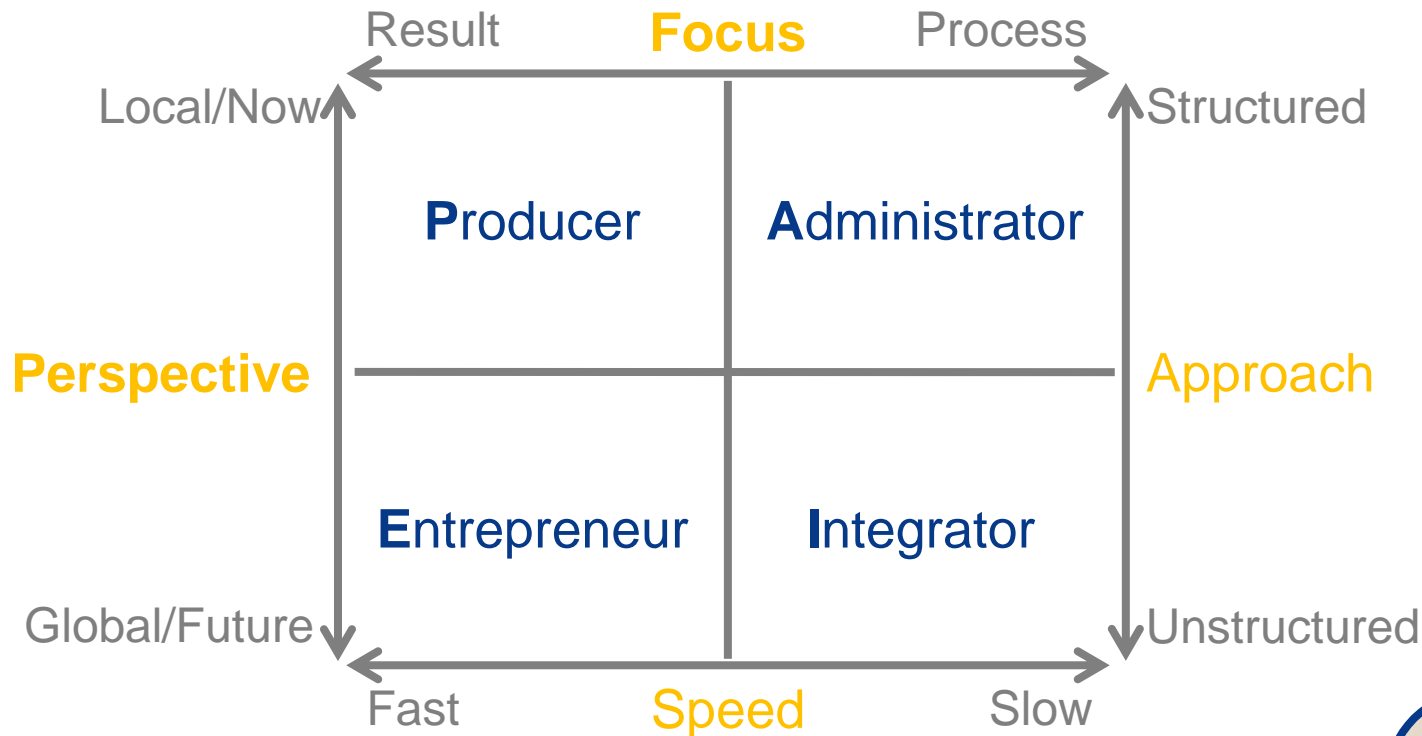 Result Focus Process
Local/Now Structured
Producer Administrator
Perspective Approach
Entrepreneur Integrator
Global/Future Unstructured
Fast Speed Slow